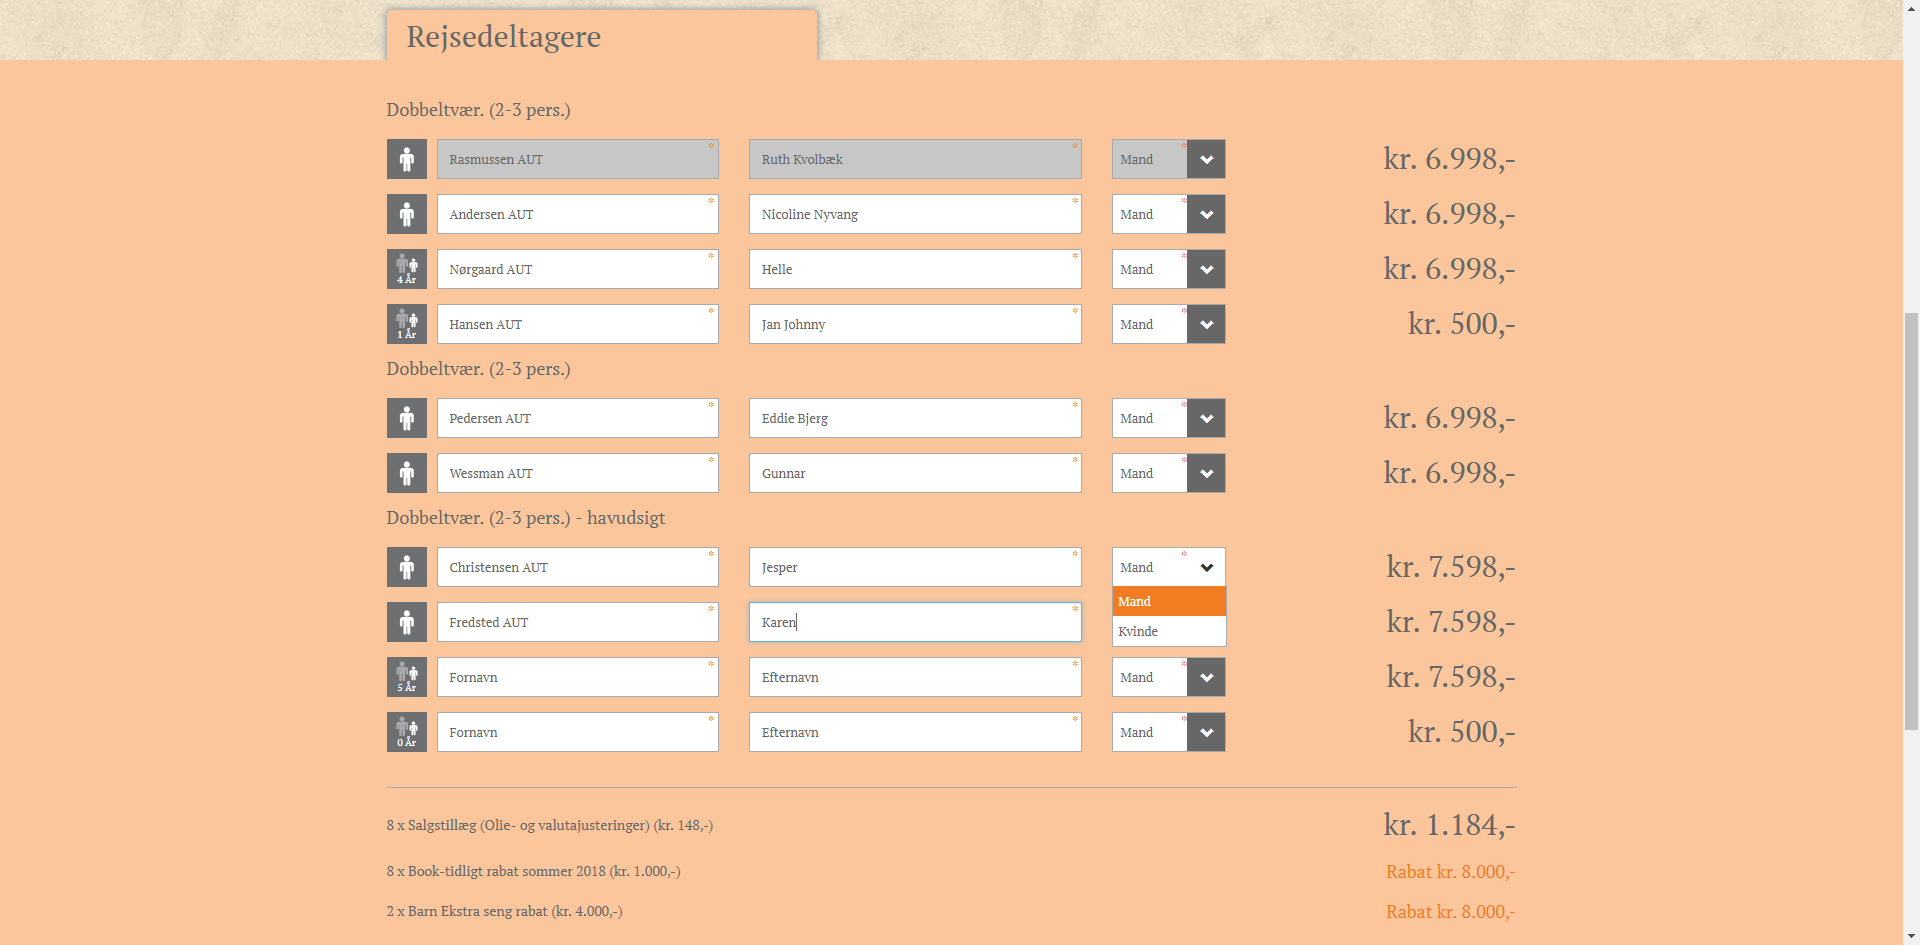 Rejsedeltagere
Dobbeltvær. (2-3 pers.)
Rasmussen AUT * Ruth Kvolbæk * Mand * kr. 6.998,-
Andersen AUT * Nicoline Nyvang * Mand * kr. 6.998,-
4 År Nørgaard AUT * Helle * Mand * kr. 6.998,-
1 År Hansen AUT * Jan Johnny * Mand * kr. 500,-
Dobbeltvær. (2-3 pers.)
Pedersen AUT * Eddie Bjerg * Mand * kr. 6.998,-
Wessman AUT * Gunnar * Mand * kr. 6.998,-
Dobbeltvær. (2-3 pers.) - havudsigt
Christensen AUT * Jesper * Mand * kr. 7.598,-
Mand
Fredsted AUT * Karen * kr. 7.598,-
Kvinde
5 År Fornavn * Efternavn * Mand * kr. 7.598,-
0 År Fornavn * Efternavn * Mand * kr. 500,-
8 x Salgstillæg (Olie- og valutajusteringer) (kr. 148,-) kr. 1.184,-
8 x Book-tidligt rabat sommer 2018 (kr. 1.000,-) Rabat kr. 8.000,-
2 x Barn Ekstra seng rabat (kr. 4.000,-) Rabat kr. 8.000,-